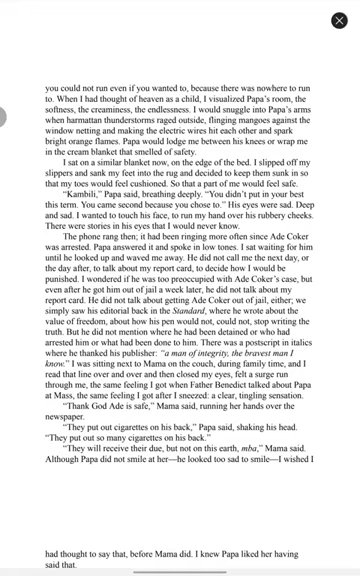 you could not run even if you wanted to, because there was nowhere to run
to. When I had thought of heaven as a child, I visualized Papa’s room, the
softness, the creaminess, the endlessness. I would snuggle into Papa’s arms
when harmattan thunderstorms raged outside, flinging mangoes against the
window netting and making the electric wires hit each other and spark
bright orange flames. Papa would lodge me between his knees or wrap me
in the cream blanket that smelled of safety.
I sat on a similar blanket now, on the edge of the bed. I slipped off my
slippers and sank my feet into the rug and decided to keep them sunk in so
that my toes would feel cushioned. So that a part of me would feel safe.
“Kambili,” Papa said, breathing deeply. “You didn’t put in your best
this term. You came second because you chose to.” His eyes were sad. Deep
and sad. I wanted to touch his face, to run my hand over his rubbery cheeks.
There were stories in his eyes that I would never know.
The phone rang then; it had been ringing more often since Ade Coker
was arrested. Papa answered it and spoke in low tones. I sat waiting for him
until he looked up and waved me away. He did not call me the next day, or
the day after, to talk about my report card, to decide how I would be
punished. I wondered if he was too preoccupied with Ade Coker’s case, but
even after he got him out of jail a week later, he did not talk about my
report card. He did not talk about getting Ade Coker out of jail, either; we
simply saw his editorial back in the Standard, where he wrote about the
value of freedom, about how his pen would not, could not, stop writing the
truth. But he did not mention where he had been detained or who had
arrested him or what had been done to him. There was a postscript in italics
where he thanked his publisher: “a man of integrity, the bravest man I
know.” I was sitting next to Mama on the couch, during family time, and I
read that line over and over and then closed my eyes, felt a surge run
through me, the same feeling I got when Father Benedict talked about Papa
at Mass, the same feeling I got after I sneezed: a clear, tingling sensation.
“Thank God Ade is safe,” Mama said, running her hands over the
newspaper.
“They put out cigarettes on his back,” Papa said, shaking his head.
“They put out so many cigarettes on his back.”
“They will receive their due, but not on this earth, mba,” Mama said.
Although Papa did not smile at her—he looked too sad to smile—I wished I
had thought to say that, before Mama did. I knew Papa liked her having
said that.